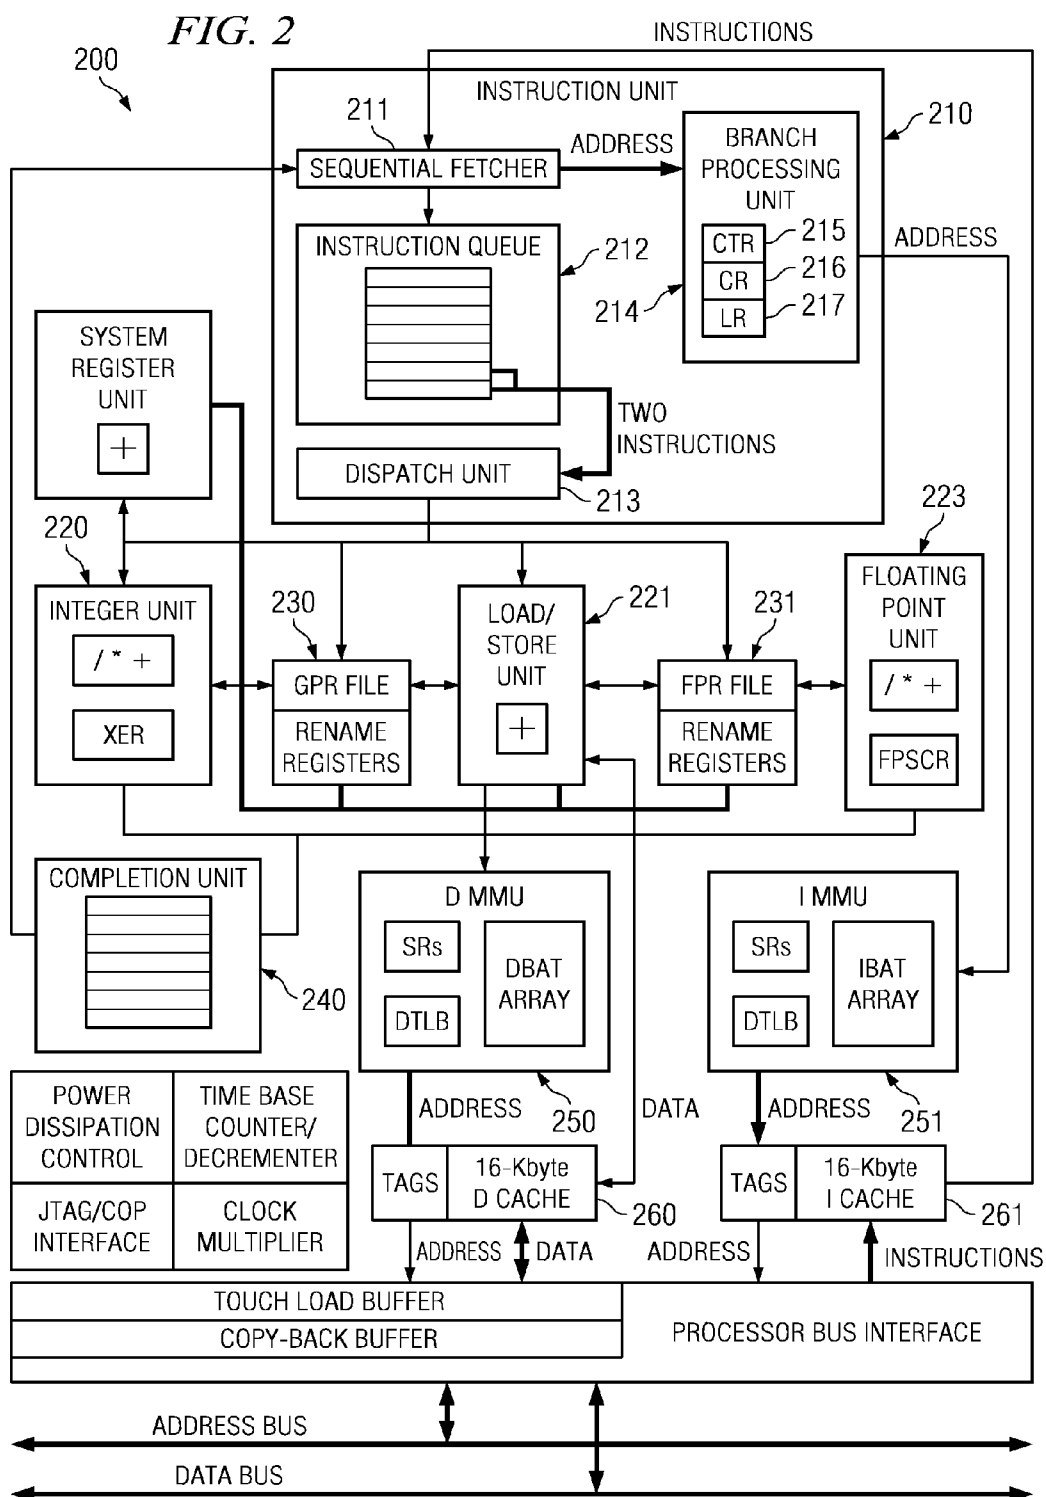 FIG. 2
INSTRUCTIONS
200
INSTRUCTION UNIT
211
210
ADDRESS
BRANCH
PROCESSING
UNIT
SEQUENTIAL FETCHER
INSTRUCTION QUEUE
212
CTR
215
ADDRESS
CR
216
214
LR
217
SYSTEM
REGISTER
UNIT
+
TWO
INSTRUCTIONS
DISPATCH UNIT
213
220
223
INTEGER UNIT
/ * +
XER
230
GPR FILE
RENAME
REGISTERS
LOAD/
STORE
UNIT
+
221
231
FPR FILE
RENAME
REGISTERS
FLOATING
POINT
UNIT
/ * +
FPSCR
COMPLETION UNIT
240
D MMU
SRs
DBAT
ARRAY
DTLB
I MMU
SRs
IBAT
ARRAY
DTLB
POWER
DISSIPATION
CONTROL
TIME BASE
COUNTER/
DECREMENTER
JTAG/COP
INTERFACE
CLOCK
MULTIPLIER
ADDRESS
250
DATA
ADDRESS
251
TAGS
16-Kbyte
D CACHE
260
TAGS
16-Kbyte
I CACHE
261
ADDRESS
DATA
ADDRESS
INSTRUCTIONS
TOUCH LOAD BUFFER
COPY-BACK BUFFER
PROCESSOR BUS INTERFACE
ADDRESS BUS
DATA BUS